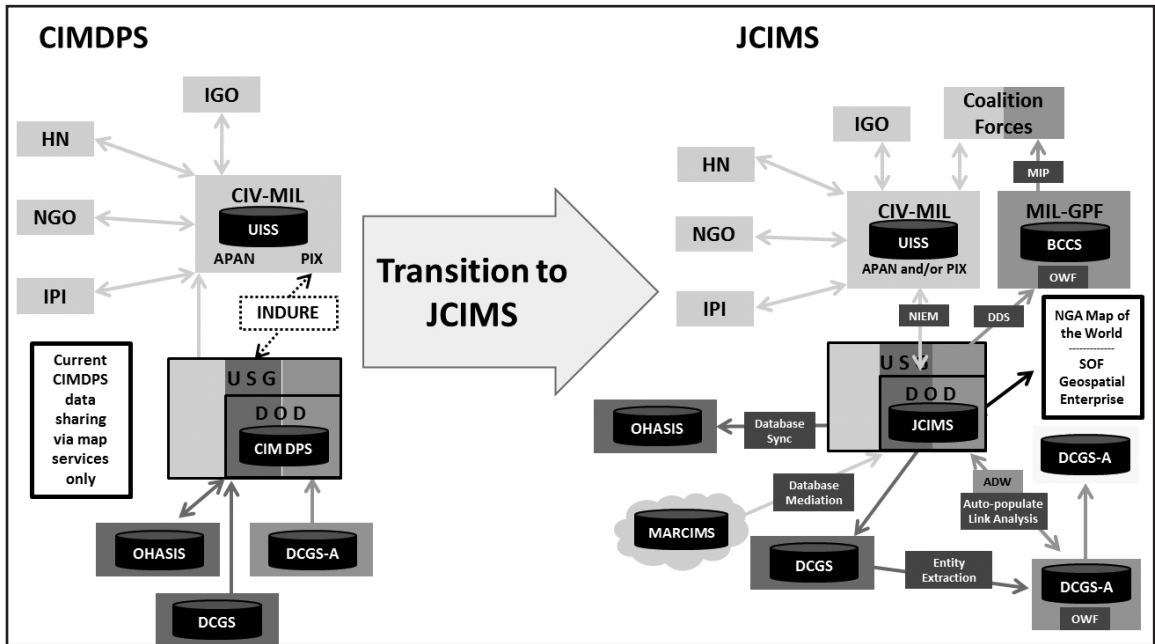 CIMDPS
IGO
HN
CIV-MIL
UISS
NGO
APAN PIX
IPI
INDURE
Current
CIMDPS
data
sharing
via map
services
only
U S G
D O D
CIM DPS
OHASIS
DCGS-A
DCGS
Transition to
JCIMS
JCIMS
Coalition
Forces
IGO
HN
MIP
CIV-MIL
UISS
APAN and/or PIX
MIL-GPF
BCCS
OWF
NGO
IPI
NIEM
DDS
NGA Map of
the World
-------------
SOF
Geospatial
Enterprise
U S G
D O D
JCIMS
OHASIS
Database
Sync
DCGS-A
Database
Mediation
ADW
Auto-populate
Link Analysis
MARCIMS
DCGS
Entity
Extraction
DCGS-A
OWF